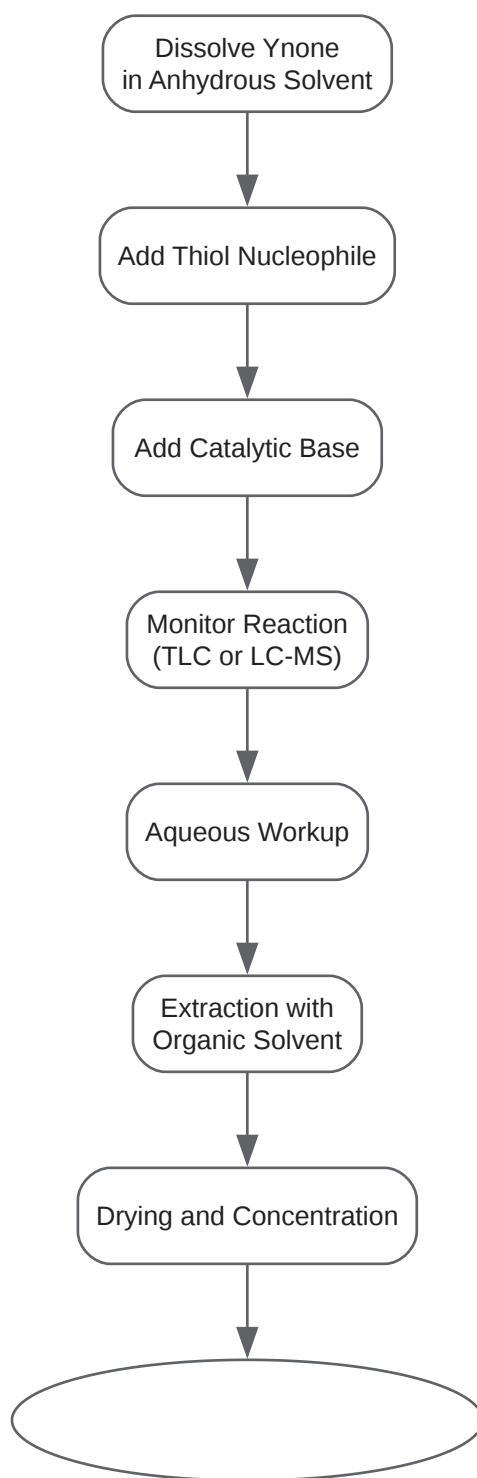 Dissolve Ynone
in Anhydrous Solvent
Add Thiol Nucleophile
Add Catalytic Base
Monitor Reaction
(TLC or LC-MS)
Aqueous Workup
Extraction with
Organic Solvent
Drying and Concentration